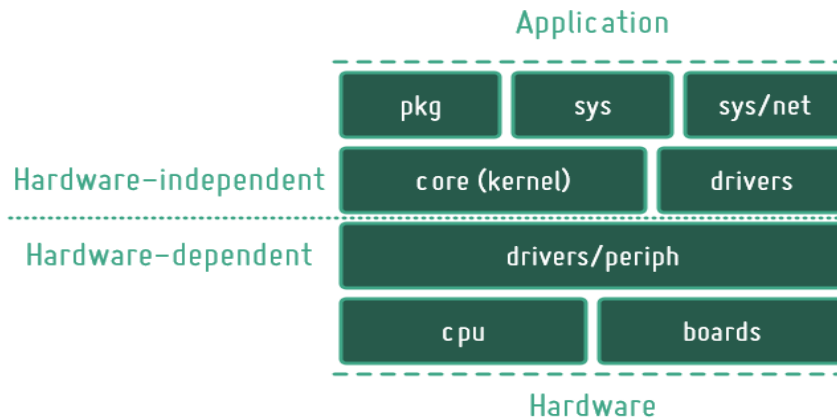 Application
pkg
sys
sys/net
Hardware-independent
core (kernel)
drivers
Hardware-dependent
drivers/periph
cpu
boards
Hardware